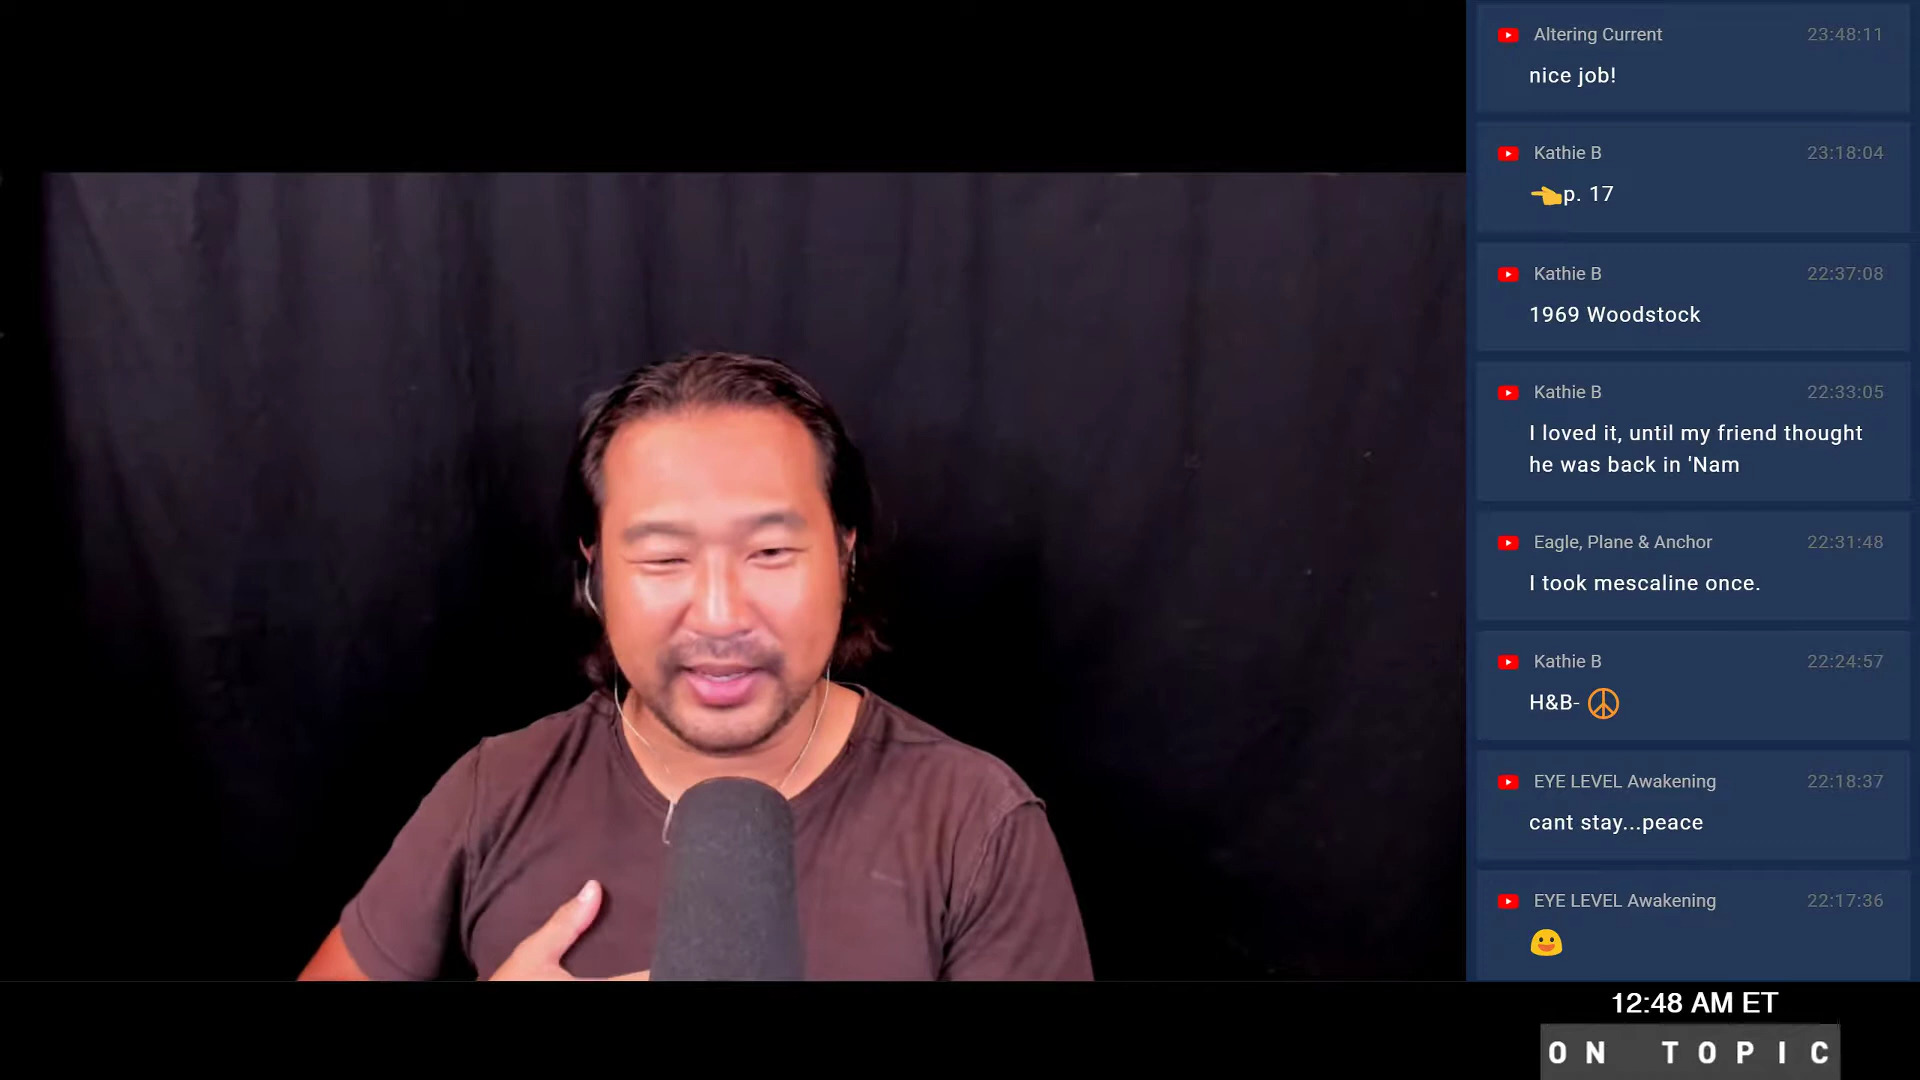 Altering Current 23:48:11
nice job!
Kathie B 23:18:04
👈p. 17
Kathie B 22:37:08
1969 Woodstock
Kathie B 22:33:05
I loved it, until my friend thought
he was back in 'Nam
Eagle, Plane & Anchor 22:31:48
I took mescaline once.
Kathie B 22:24:57
H&B- ☮
EYE LEVEL Awakening 22:18:37
cant stay...peace
EYE LEVEL Awakening 22:17:36
😀
12:48 AM ET
ON TOPIC